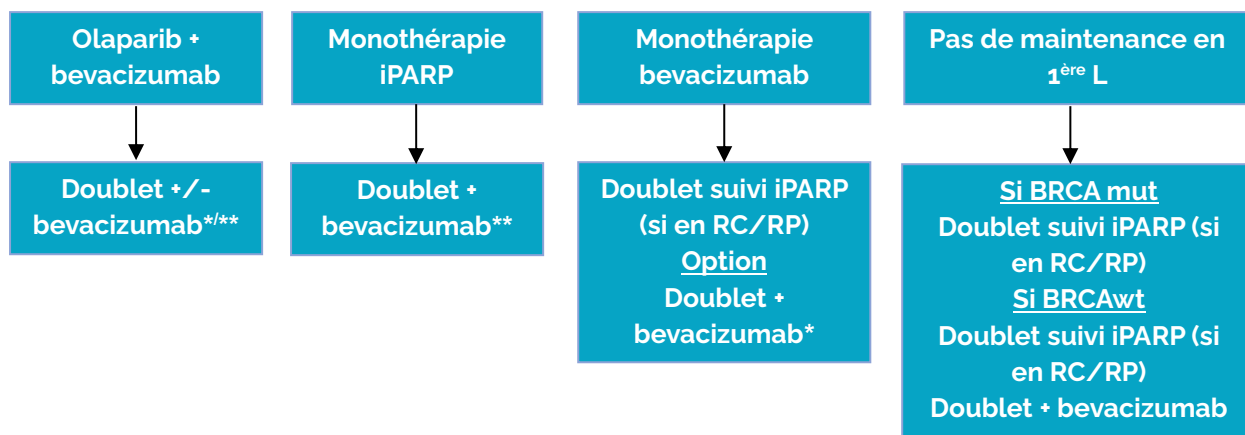 Olaparib +
bevacizumab
Monothérapie
iPARP
Monothérapie
bevacizumab
Pas de maintenance en
1ère L
Doublet +/-
bevacizumab*/**
Doublet +
bevacizumab**
Doublet suivi iPARP
(si en RC/RP)
Option
Doublet +
bevacizumab*
Si BRCA mut
Doublet suivi iPARP (si
en RC/RP)
Si BRCAwt
Doublet suivi iPARP (si
en RC/RP)
Doublet + bevacizumab